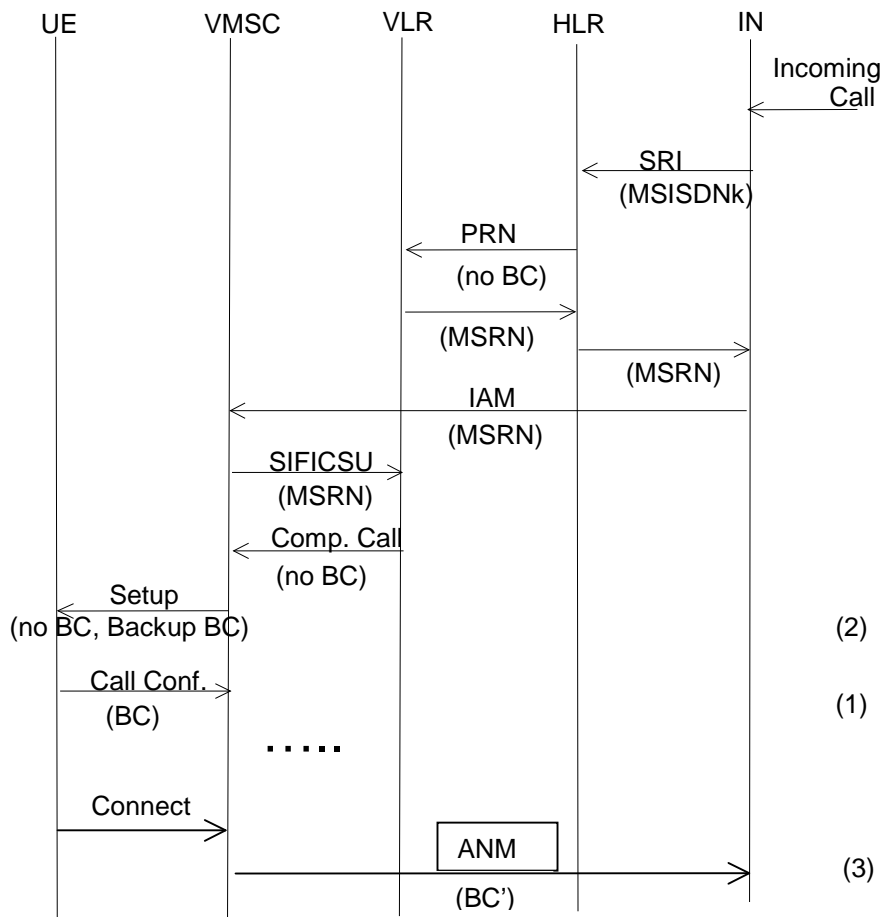 UE VMSC VLR HLR IN
Incoming
Call
SRI
(MSISDNk)
PRN
(no BC)
(MSRN)
(MSRN)
IAM
(MSRN)
SIFICSU
(MSRN)
Comp. Call
(no BC)
Setup
(no BC, Backup BC) (2)
Call Conf.
(BC) (1)
.....
Connect
ANM (3)
(BC')